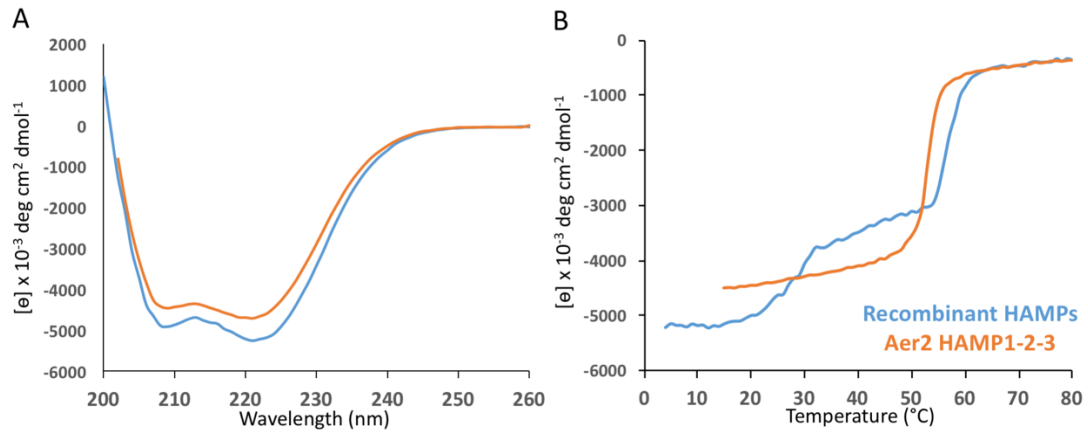 A
[ɵ] x 10⁻³ deg cm² dmol⁻¹
2000
1000
0
-1000
-2000
-3000
-4000
-5000
-6000
200 210 220 230 240 250 260
Wavelength (nm)
B
[ɵ] x 10⁻³ deg cm² dmol⁻¹
0
-1000
-2000
-3000
-4000
-5000
-6000
Recombinant HAMPs
Aer2 HAMP1-2-3
0 10 20 30 40 50 60 70 80
Temperature (°C)